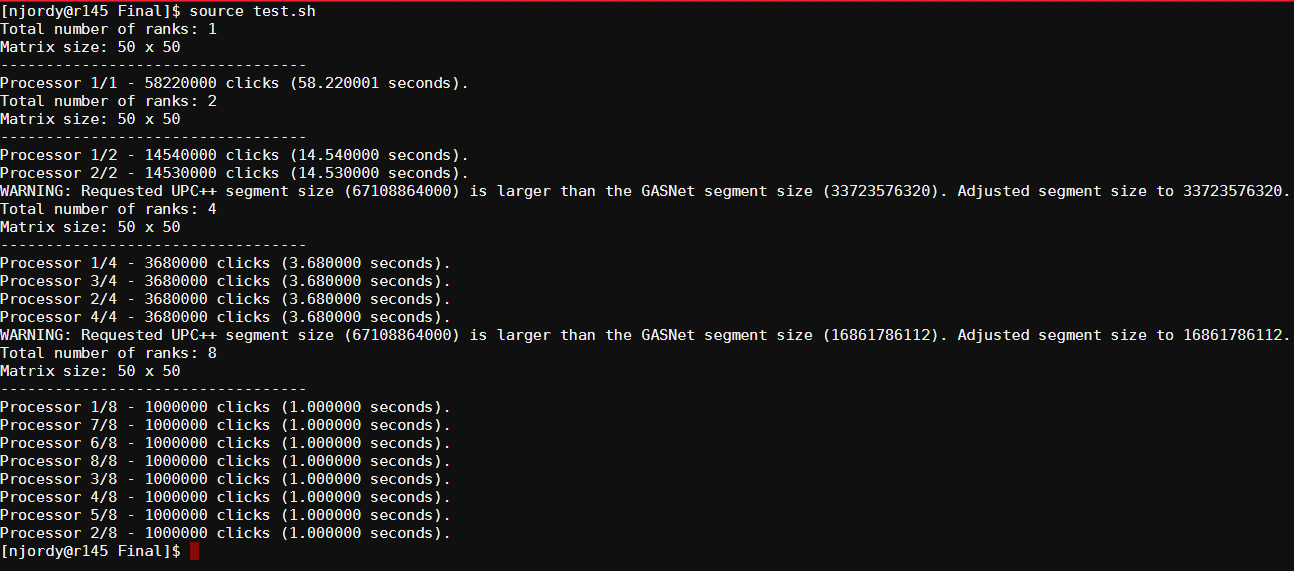 [njordy@r145 Final]$ source test.sh
Total number of ranks: 1
Matrix size: 50 x 50
----------------------------------
Processor 1/1 - 58220000 clicks (58.220001 seconds).
Total number of ranks: 2
Matrix size: 50 x 50
----------------------------------
Processor 1/2 - 14540000 clicks (14.540000 seconds).
Processor 2/2 - 14530000 clicks (14.530000 seconds).
WARNING: Requested UPC++ segment size (67108864000) is larger than the GASNet segment size (33723576320). Adjusted segment size to 33723576320.
Total number of ranks: 4
Matrix size: 50 x 50
----------------------------------
Processor 1/4 - 3680000 clicks (3.680000 seconds).
Processor 3/4 - 3680000 clicks (3.680000 seconds).
Processor 2/4 - 3680000 clicks (3.680000 seconds).
Processor 4/4 - 3680000 clicks (3.680000 seconds).
WARNING: Requested UPC++ segment size (67108864000) is larger than the GASNet segment size (16861786112). Adjusted segment size to 16861786112.
Total number of ranks: 8
Matrix size: 50 x 50
----------------------------------
Processor 1/8 - 1000000 clicks (1.000000 seconds).
Processor 7/8 - 1000000 clicks (1.000000 seconds).
Processor 6/8 - 1000000 clicks (1.000000 seconds).
Processor 8/8 - 1000000 clicks (1.000000 seconds).
Processor 3/8 - 1000000 clicks (1.000000 seconds).
Processor 4/8 - 1000000 clicks (1.000000 seconds).
Processor 5/8 - 1000000 clicks (1.000000 seconds).
Processor 2/8 - 1000000 clicks (1.000000 seconds).
[njordy@r145 Final]$